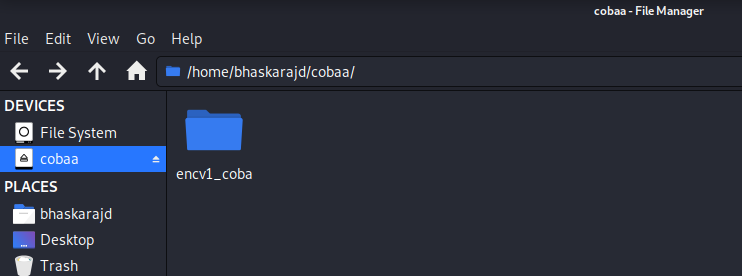 cobaa - File Manager
File Edit View Go Help
/home/bhaskarajd/cobaa/
DEVICES
File System
cobaa
encv1_coba
PLACES
bhaskarajd
Desktop
Trash